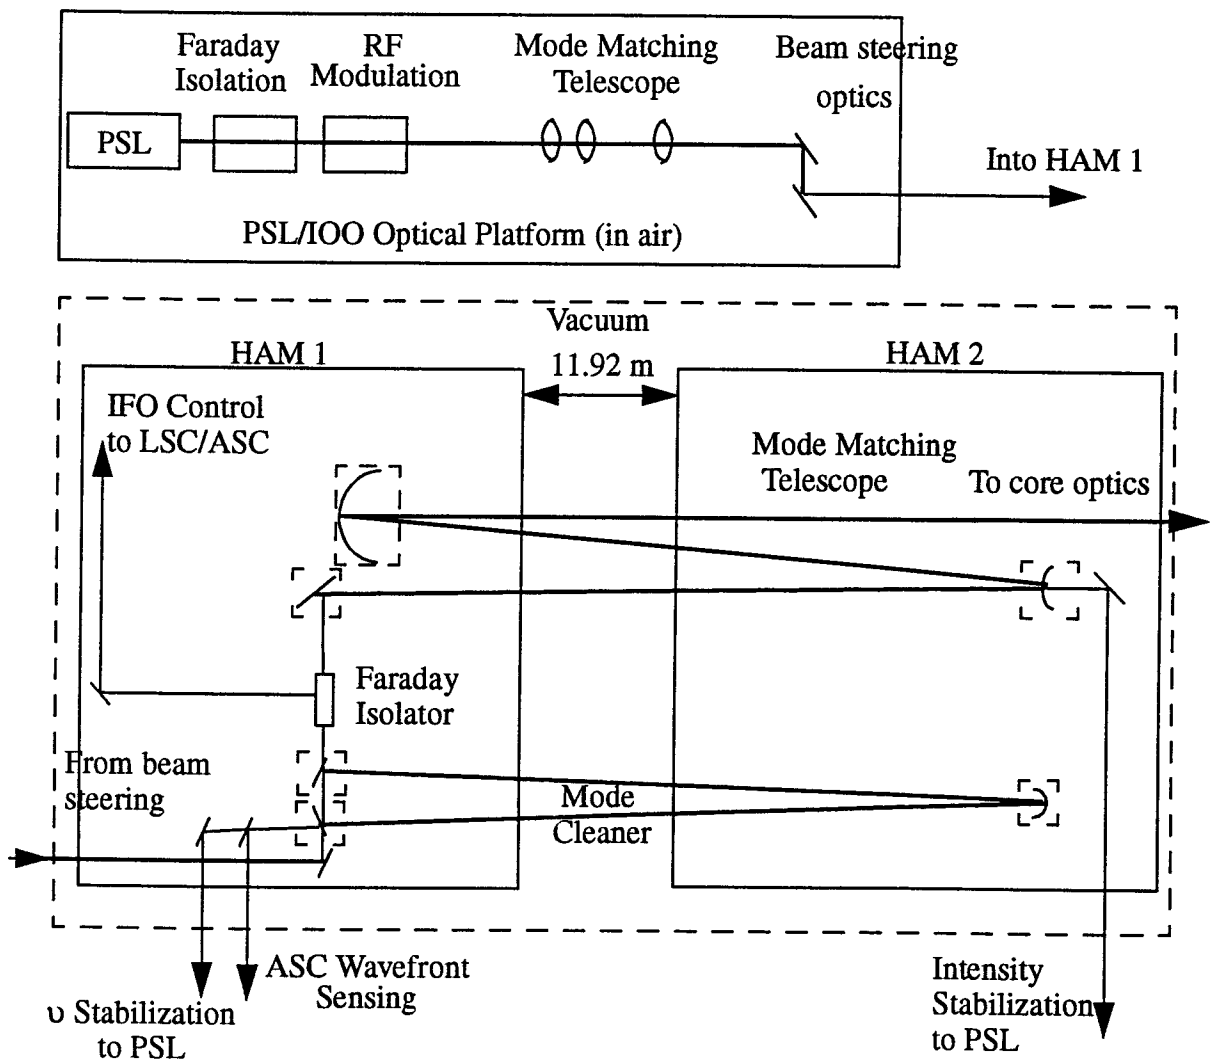 Faraday
Isolation
RF
Modulation
Mode Matching
Telescope
Beam steering
optics
PSL
Into HAM 1
PSL/IOO Optical Platform (in air)
Vacuum
HAM 1
11.92 m
HAM 2
IFO Control
to LSC/ASC
Mode Matching
Telescope
To core optics
Faraday
Isolator
From beam
steering
Mode
Cleaner
ASC Wavefront
Sensing
υ Stabilization
to PSL
Intensity
Stabilization
to PSL